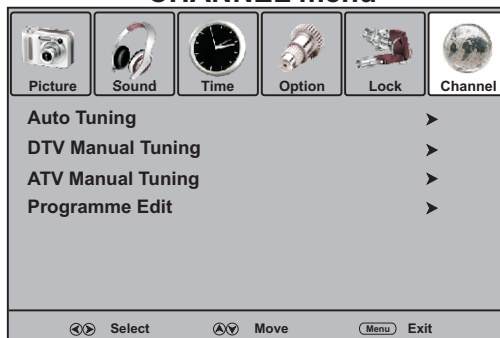 CHANNEL Menu
Picture Sound Time Option Lock Channel
Auto Tuning
DTV Manual Tuning
ATV Manual Tuning
Programme Edit
Select Move Menu Exit